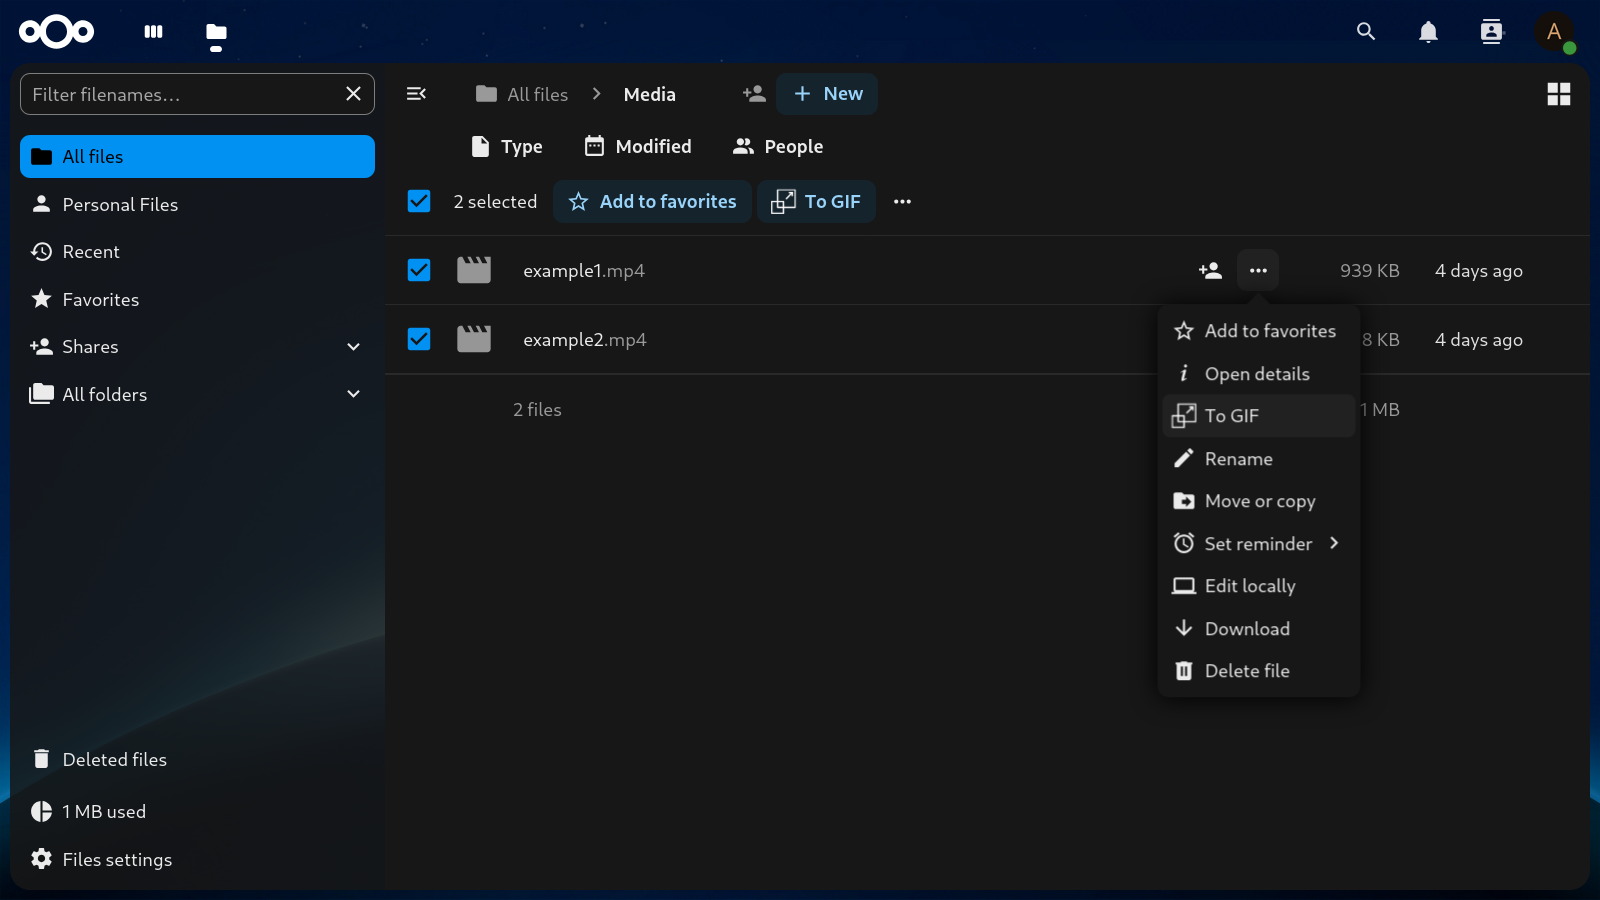 Filter filenames...
All files
Personal Files
Recent
Favorites
Shares
All folders
Deleted files
1 MB used
Files settings
All files
Media
New
Type
Modified
People
2 selected
Add to favorites
To GIF
example1.mp4
939 KB
4 days ago
example2.mp4
8 KB
4 days ago
2 files
1 MB
Add to favorites
Open details
To GIF
Rename
Move or copy
Set reminder
Edit locally
Download
Delete file
A